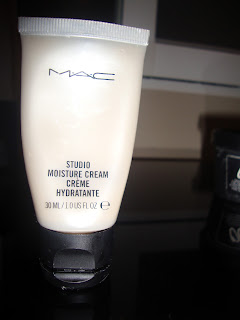 MAC
STUDIO
MOISTURE CREAM
CRÈME
HYDRATANTE
30 ML / 1.0 US FL OZ ℮